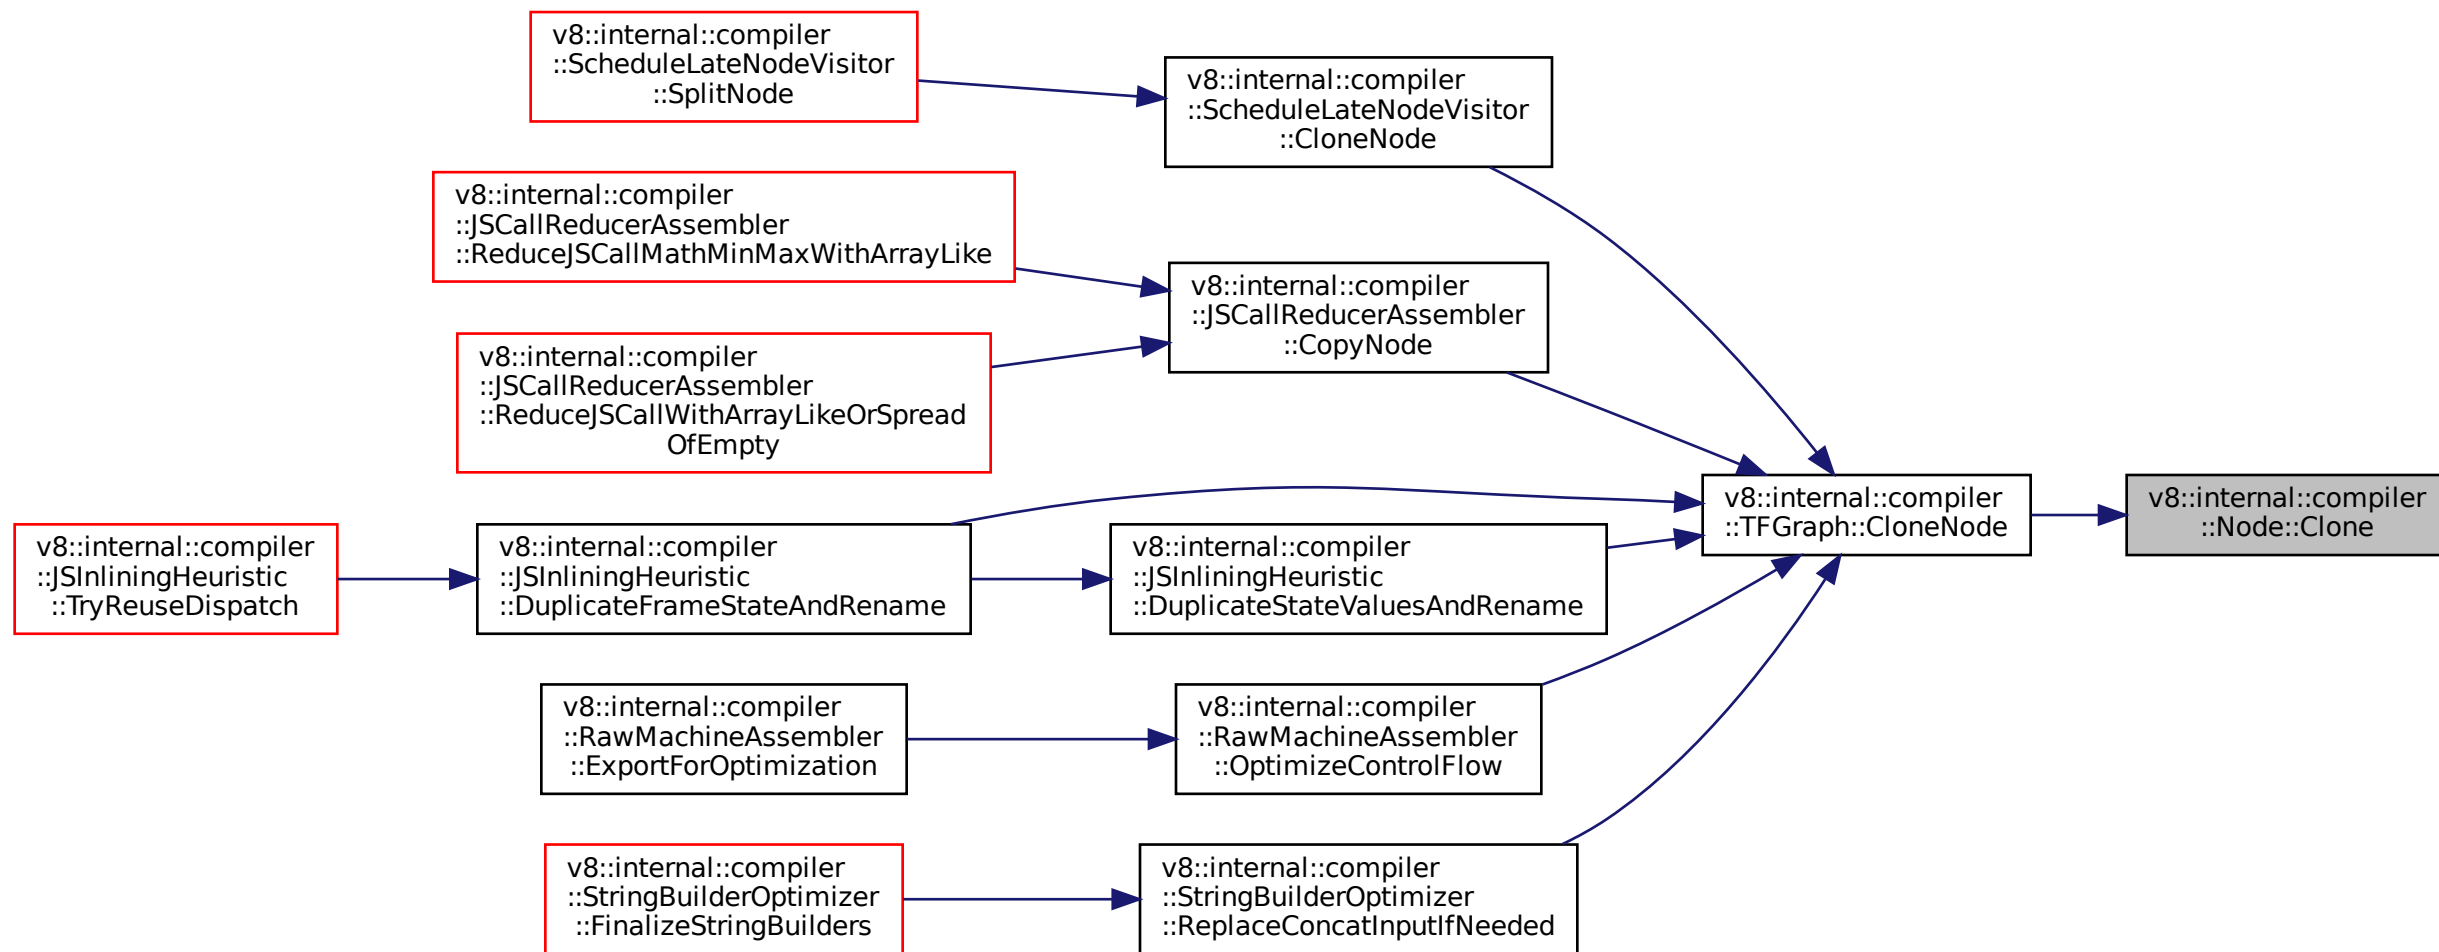 v8::internal::compiler
::ScheduleLateNodeVisitor
::SplitNode
v8::internal::compiler
::ScheduleLateNodeVisitor
::CloneNode
v8::internal::compiler
::JSCallReducerAssembler
::ReduceJSCallMathMinMaxWithArrayLike
v8::internal::compiler
::JSCallReducerAssembler
::CopyNode
v8::internal::compiler
::JSCallReducerAssembler
::ReduceJSCallWithArrayLikeOrSpread
OfEmpty
v8::internal::compiler
::TFGraph::CloneNode
v8::internal::compiler
::Node::Clone
v8::internal::compiler
::JSInliningHeuristic
::TryReuseDispatch
v8::internal::compiler
::JSInliningHeuristic
::DuplicateFrameStateAndRename
v8::internal::compiler
::JSInliningHeuristic
::DuplicateStateValuesAndRename
v8::internal::compiler
::RawMachineAssembler
::ExportForOptimization
v8::internal::compiler
::RawMachineAssembler
::OptimizeControlFlow
v8::internal::compiler
::StringBuilderOptimizer
::FinalizeStringBuilders
v8::internal::compiler
::StringBuilderOptimizer
::ReplaceConcatInputIfNeeded